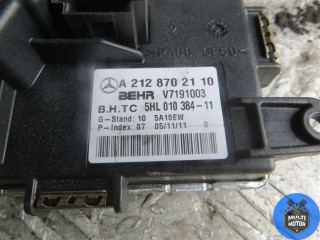 A 212 870 21 10
BEHR V7191003
B.H.TC 5HL 010 384-11
G-Stand: 10 5A10EW
P-Index: 07 05/11/11 0
MULTI
MOTOR